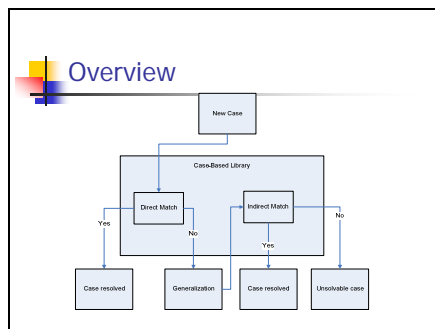 Overview
New Case
Case-Based Library
Direct Match
Indirect Match
Yes
No
Yes
No
Case resolved
Generalization
Case resolved
Unsolvable case